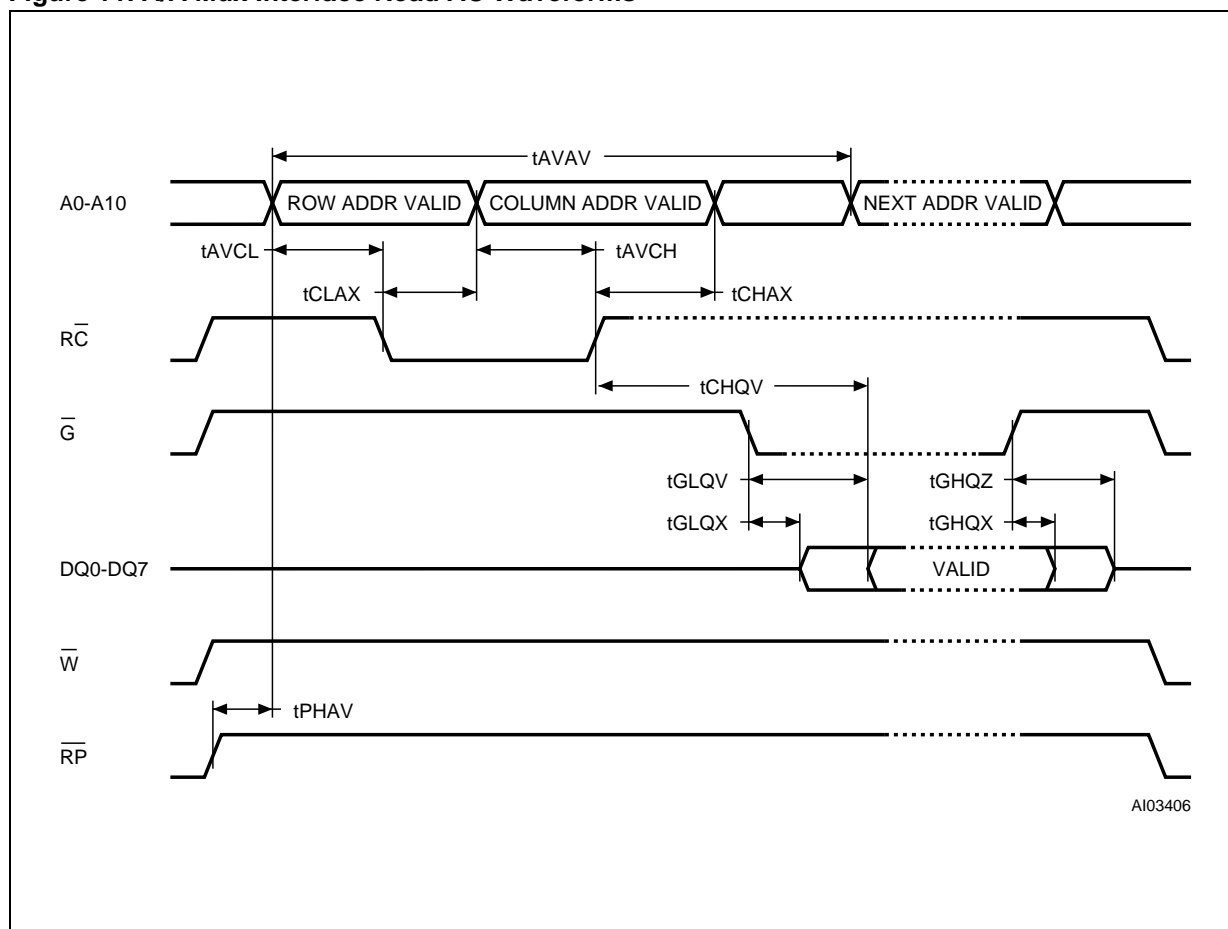 tAVAV
A0-A10 ROW ADDR VALID COLUMN ADDR VALID NEXT ADDR VALID
tAVCL tAVCH
tCLAX tCHAX
RC̅
tCHQV
G̅
tGLQV tGHQZ
tGLQX tGHQX
DQ0-DQ7 VALID
W̅
tPHAV
R̅P̅
AI03406